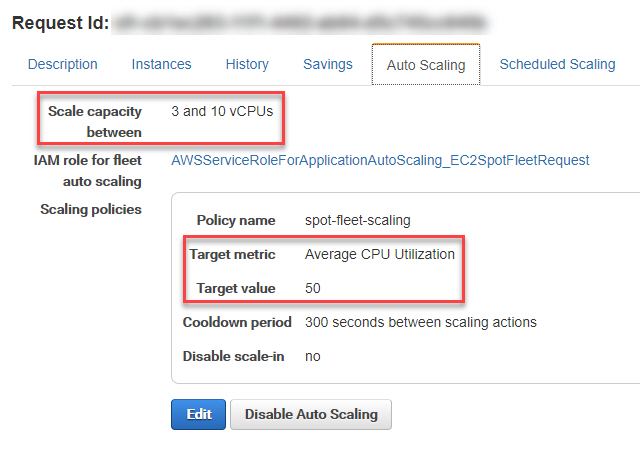 Request Id:
Description Instances History Savings Auto Scaling Scheduled Scaling
Scale capacity between 3 and 10 vCPUs
IAM role for fleet auto scaling AWSServiceRoleForApplicationAutoScaling_EC2SpotFleetRequest
Scaling policies
Policy name spot-fleet-scaling
Target metric Average CPU Utilization
Target value 50
Cooldown period 300 seconds between scaling actions
Disable scale-in no
Edit Disable Auto Scaling